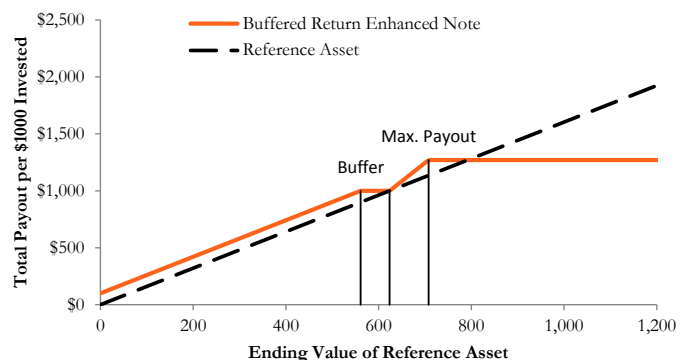 $2,500
Buffered Return Enhanced Note
Reference Asset
$2,000
$1,500
Max. Payout
Buffer
$1,000
$500
$0
Total Payout per $1000 Invested
0 200 400 600 800 1,000 1,200
Ending Value of Reference Asset